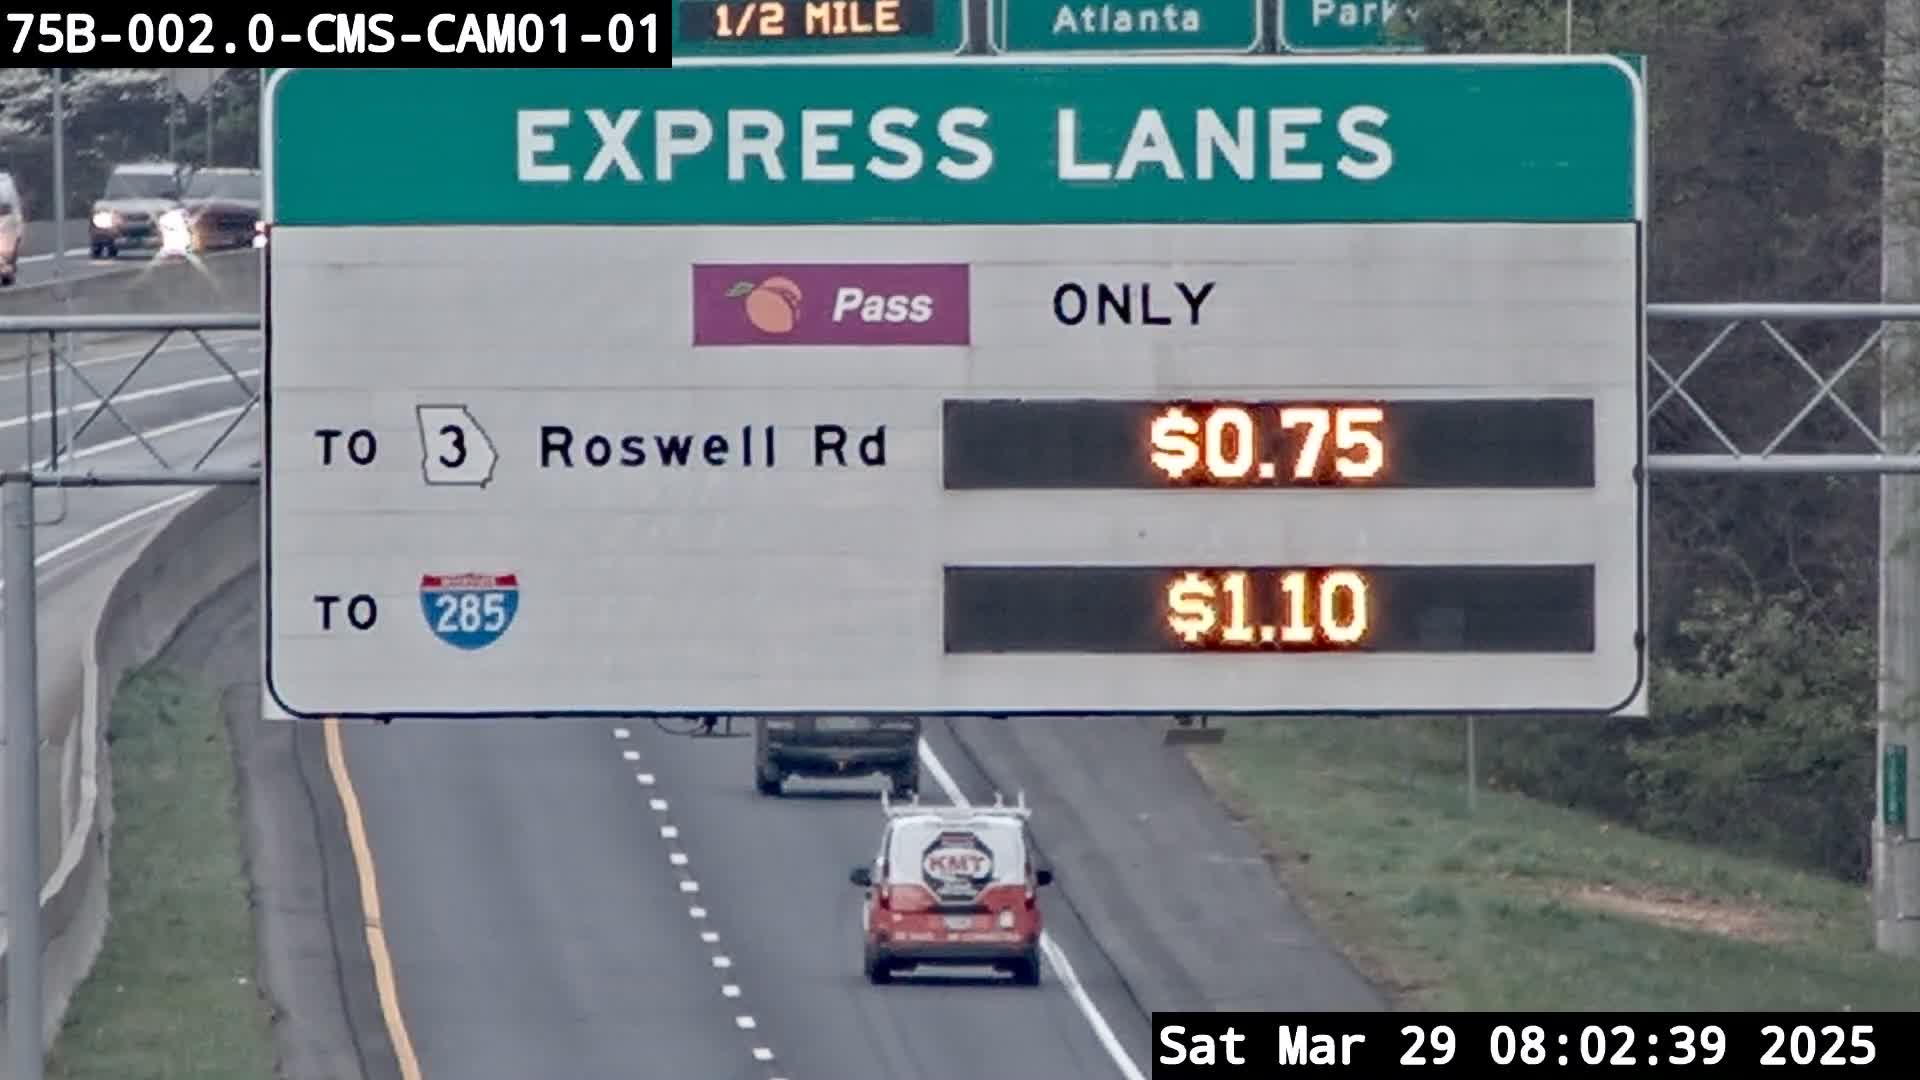 75B-002.0-CMS-CAM01-01
1/2 MILE
Atlanta
EXPRESS LANES
Pass ONLY
TO 3 Roswell Rd $0.75
TO 285 $1.10
KMT
Sat Mar 29 08:02:39 2025